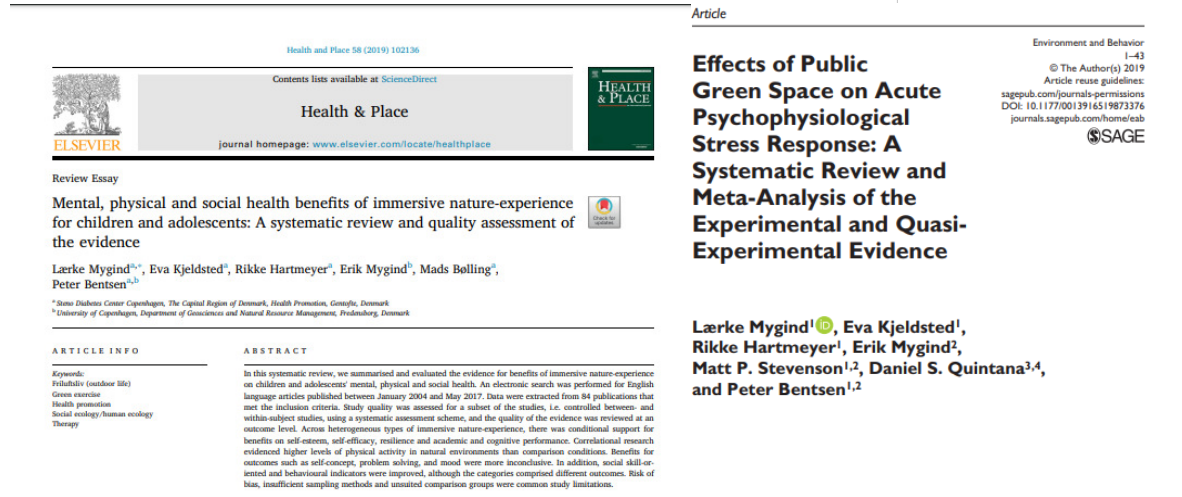 Health and Place 58 (2019) 102136
ELSEVIER
Contents lists available at ScienceDirect
Health & Place
journal homepage: www.elsevier.com/locate/healthplace
HEALTH
& PLACE
Review Essay
Mental, physical and social health benefits of immersive nature-experience
for children and adolescents: A systematic review and quality assessment of
the evidence
Check for
updates
Lærke Mygindᵃ,*, Eva Kjeldstedᵃ, Rikke Hartmeyerᵃ, Erik Mygindᵇ, Mads Bøllingᵃ,
Peter Bentsenᵃ,ᵇ
ᵃ Steno Diabetes Center Copenhagen, The Capital Region of Denmark, Health Promotion, Gentofte, Denmark
ᵇ University of Copenhagen, Department of Geosciences and Natural Resource Management, Fredensborg, Denmark
ARTICLE INFO
Keywords:
Friluftsliv (outdoor life)
Green exercise
Health promotion
Social ecology/human ecology
Therapy
ABSTRACT
In this systematic review, we summarised and evaluated the evidence for benefits of immersive nature-experience
on children and adolescents' mental, physical and social health. An electronic search was performed for English
language articles published between January 2004 and May 2017. Data were extracted from 84 publications that
met the inclusion criteria. Study quality was assessed for a subset of the studies, i.e. controlled between- and
within-subject studies, using a systematic assessment scheme, and the quality of the evidence was reviewed at an
outcome level. Across heterogeneous types of immersive nature-experience, there was conditional support for
benefits on self-esteem, self-efficacy, resilience and academic and cognitive performance. Correlational research
evidenced higher levels of physical activity in natural environments than comparison conditions. Benefits for
outcomes such as self-concept, problem solving, and mood were more inconclusive. In addition, social skill-or-
iented and behavioural indicators were improved, although the categories comprised different outcomes. Risk of
bias, insufficient sampling methods and unsuited comparison groups were common study limitations.
Article
Effects of Public
Green Space on Acute
Psychophysiological
Stress Response: A
Systematic Review and
Meta-Analysis of the
Experimental and Quasi-
Experimental Evidence
Environment and Behavior
1–43
© The Author(s) 2019
Article reuse guidelines:
sagepub.com/journals-permissions
DOI: 10.1177/0013916519873376
journals.sagepub.com/home/eab
SAGE
Lærke Mygind¹ iD, Eva Kjeldsted¹,
Rikke Hartmeyer¹, Erik Mygind²,
Matt P. Stevenson¹,², Daniel S. Quintana³,⁴,
and Peter Bentsen¹,²